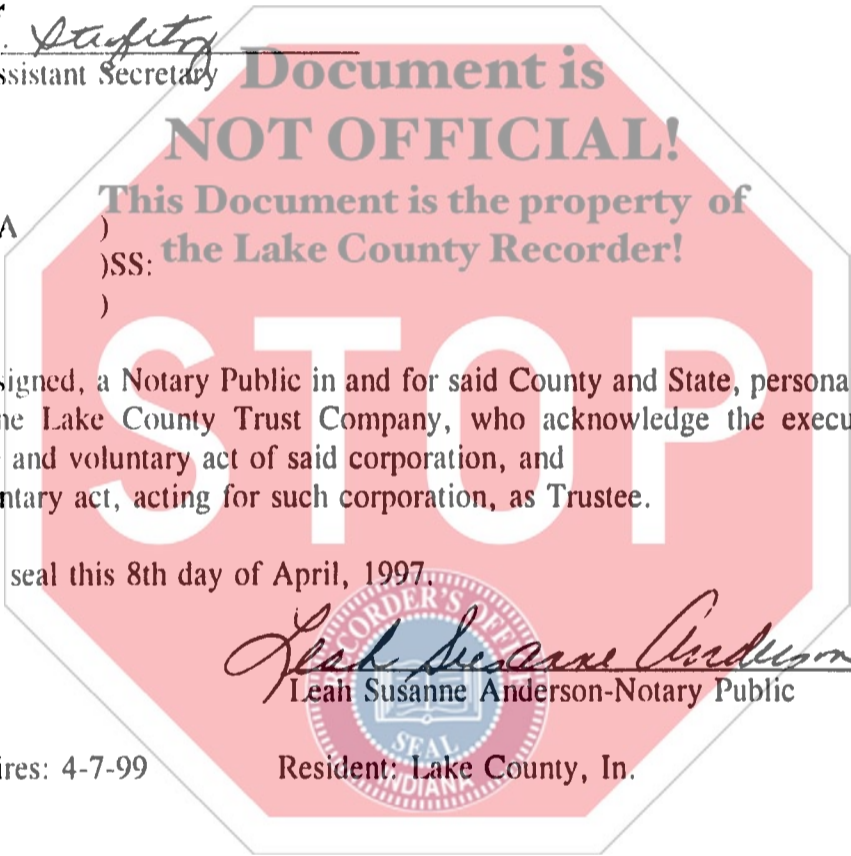 ssistant Secretary
Document is
NOT OFFICIAL!
This Document is the property of
the Lake County Recorder!
A )
)SS:
)
STOP
signed, a Notary Public in and for said County and State, persona
ne Lake County Trust Company, who acknowledge the execu
and voluntary act of said corporation, and
ntary act, acting for such corporation, as Trustee.
seal this 8th day of April, 1997.
Leah Susanne Anderson
Leah Susanne Anderson-Notary Public
RECORDER'S OFFICE
SEAL
INDIANA
ires: 4-7-99 Resident: Lake County, In.